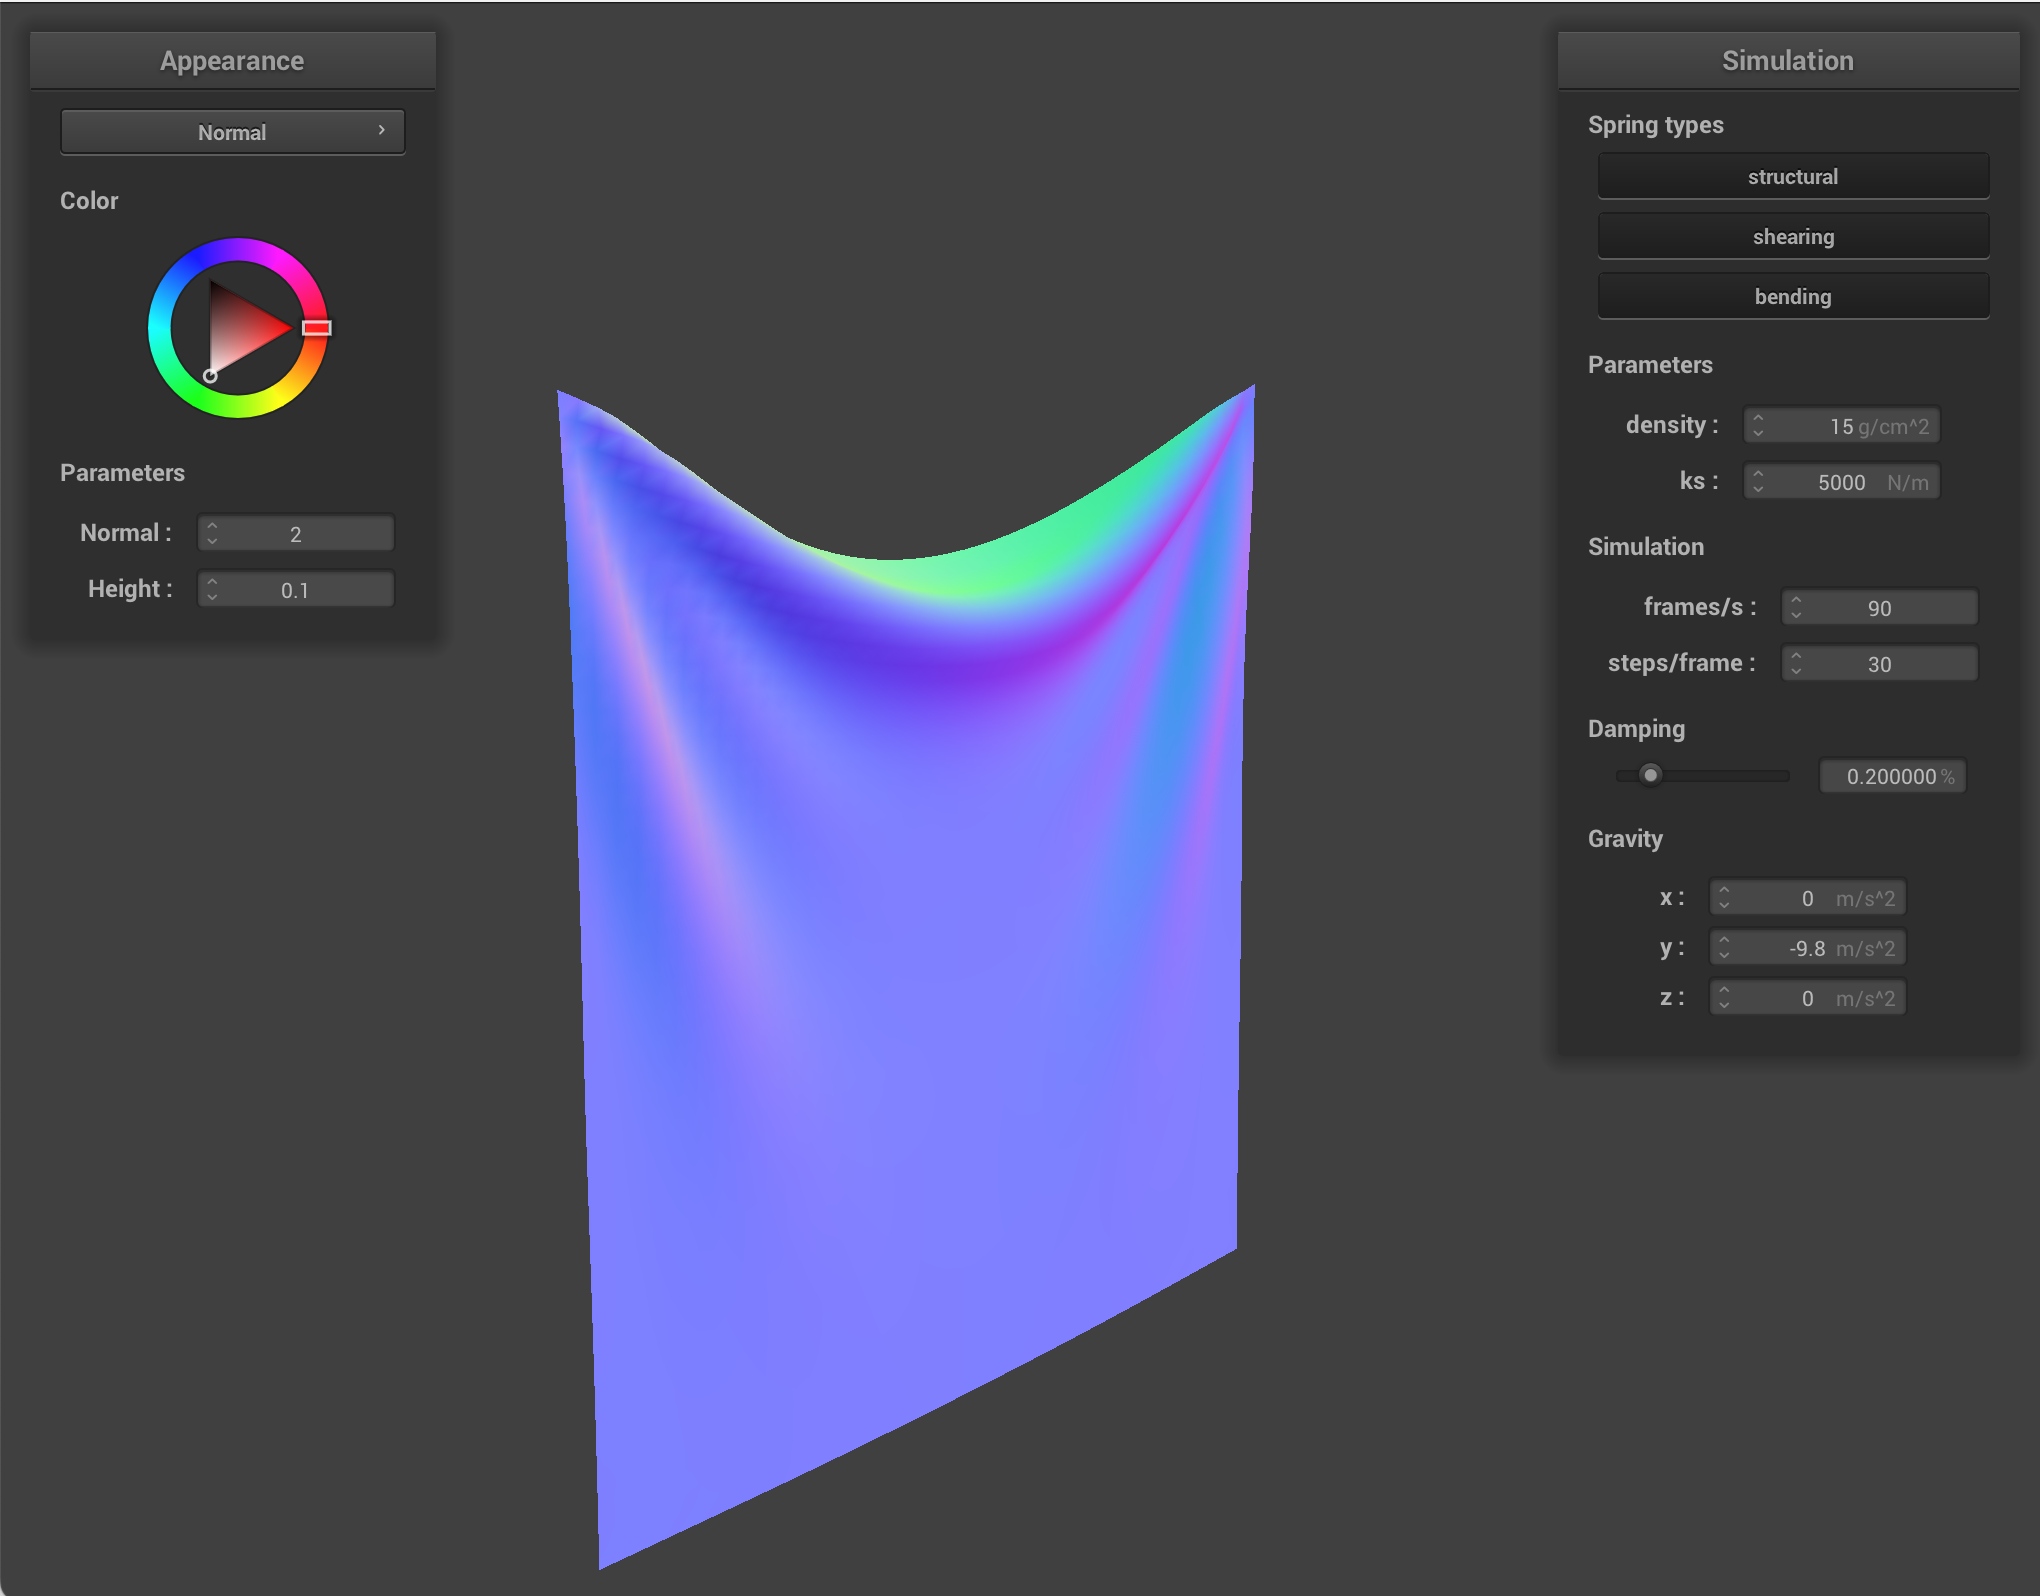 Appearance
Normal
Color
Parameters
Normal : 2
Height : 0.1
Simulation
Spring types
structural
shearing
bending
Parameters
density : 15 g/cm^2
ks : 5000 N/m
Simulation
frames/s : 90
steps/frame : 30
Damping
0.200000 %
Gravity
x : 0 m/s^2
y : -9.8 m/s^2
z : 0 m/s^2